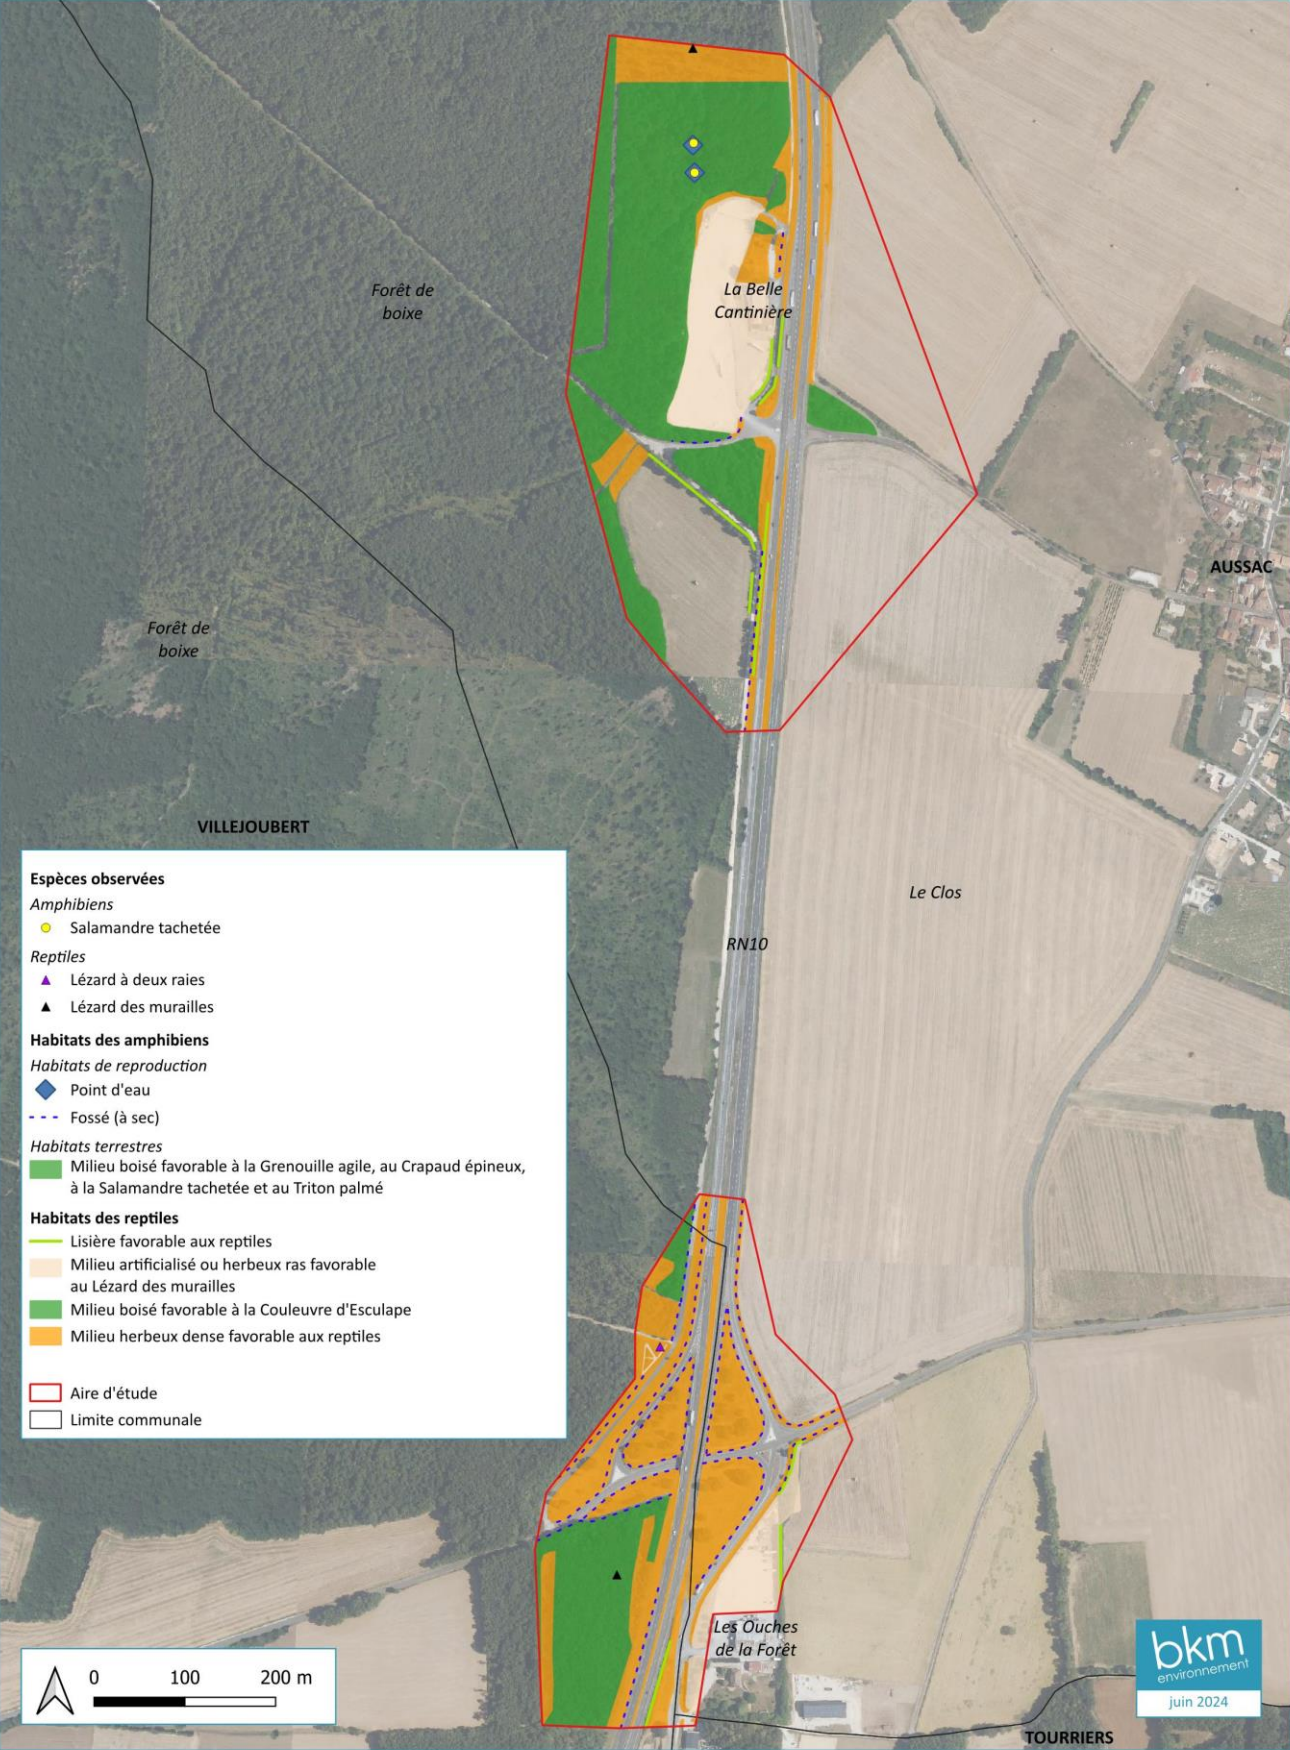 Forêt de
boixe
La Belle
Cantinière
AUSSAC
Forêt de
boixe
VILLEJOUBERT
Le Clos
RN10
Espèces observées
Amphibiens
Salamandre tachetée
Reptiles
Lézard à deux raies
Lézard des murailles
Habitats des amphibiens
Habitats de reproduction
Point d'eau
Fossé (à sec)
Habitats terrestres
Milieu boisé favorable à la Grenouille agile, au Crapaud épineux,
à la Salamandre tachetée et au Triton palmé
Habitats des reptiles
Lisière favorable aux reptiles
Milieu artificialisé ou herbeux ras favorable
au Lézard des murailles
Milieu boisé favorable à la Couleuvre d'Esculape
Milieu herbeux dense favorable aux reptiles
Aire d'étude
Limite communale
Les Ouches
de la Forêt
0 100 200 m
bkm
environnement
juin 2024
TOURRIERS